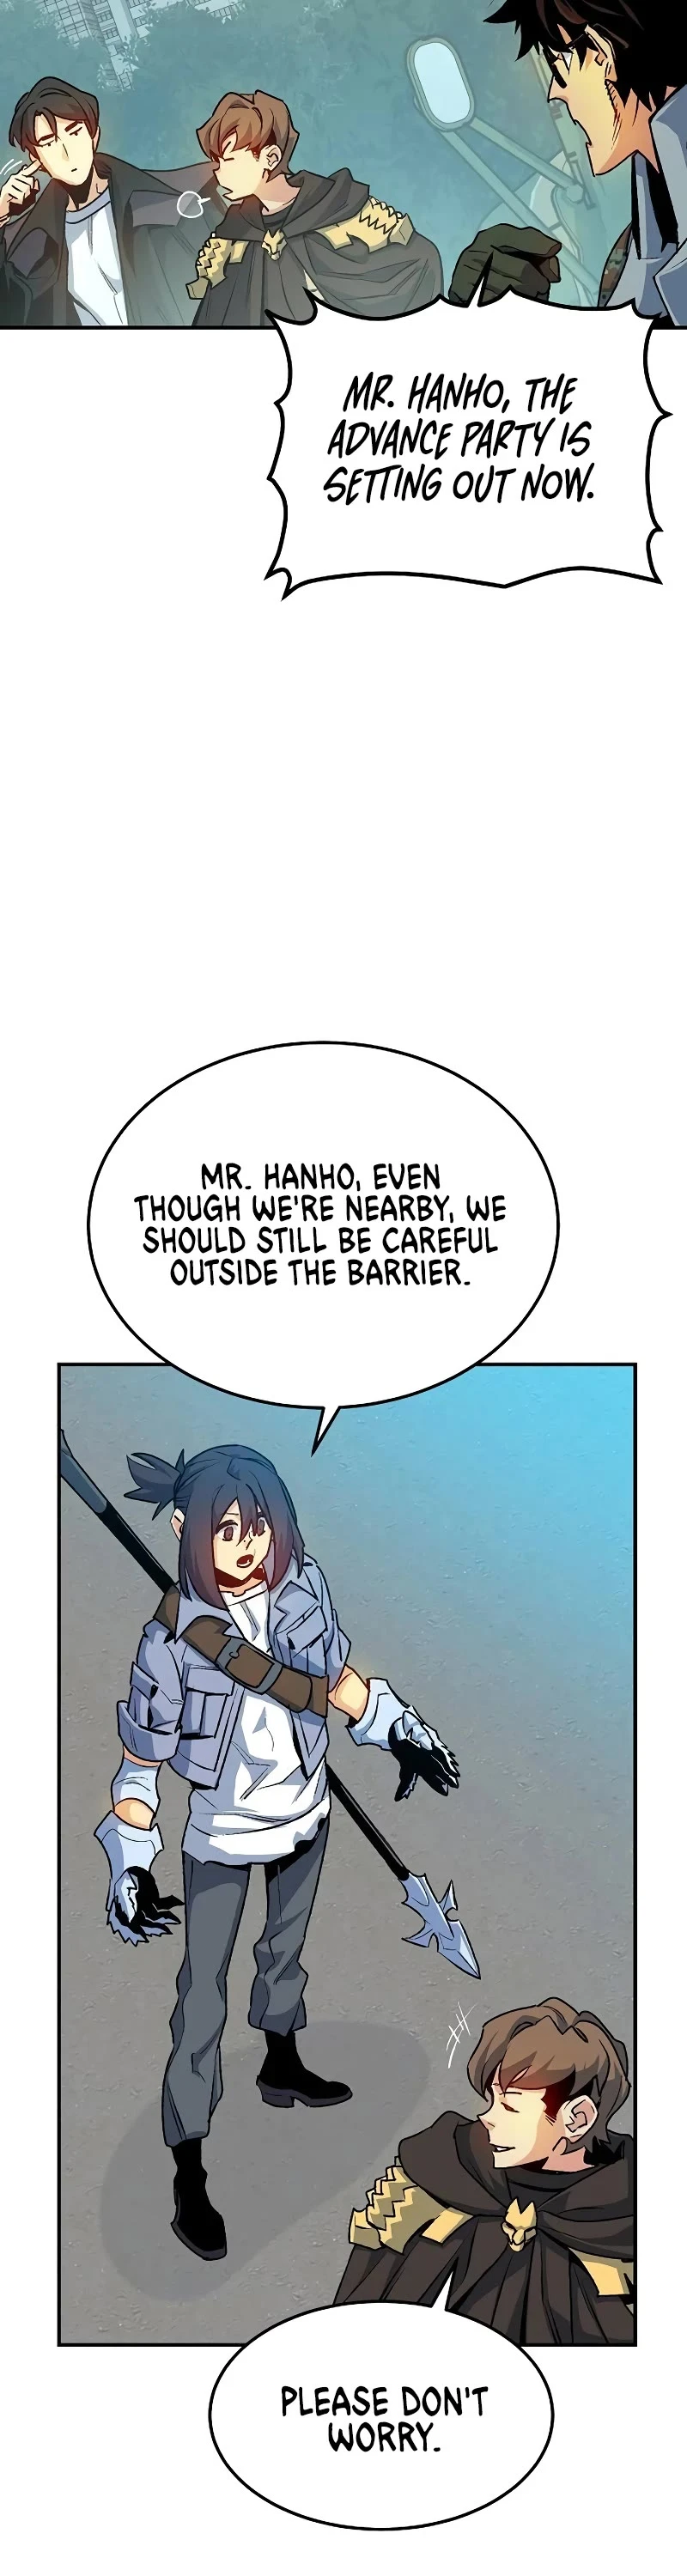 MR. HANHO, THE
ADVANCE PARTY IS
SETTING OUT NOW.
MR. HANHO, EVEN
THOUGH WE'RE NEARBY, WE
SHOULD STILL BE CAREFUL
OUTSIDE THE BARRIER.
PLEASE DON'T
WORRY.